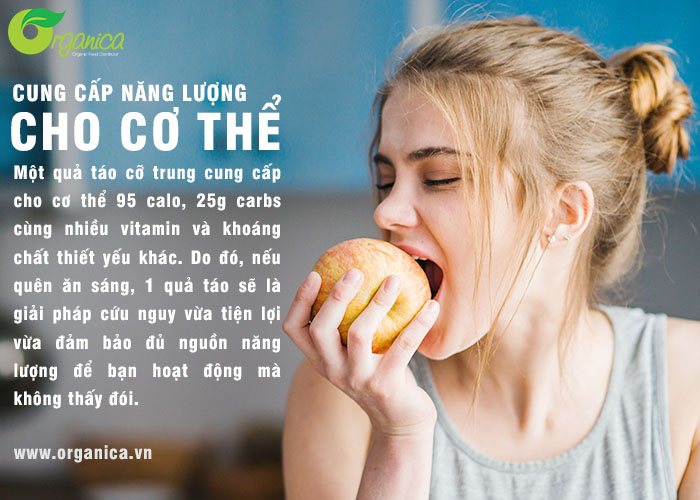 Organica
Organic Food Distributor
CUNG CẤP NĂNG LƯỢNG
CHO CƠ THỂ
Một quả táo cỡ trung cung cấp
cho cơ thể 95 calo, 25g carbs
cùng nhiều vitamin và khoáng
chất thiết yếu khác. Do đó, nếu
quên ăn sáng, 1 quả táo sẽ là
giải pháp cứu nguy vừa tiện lợi
vừa đảm bảo đủ nguồn năng
lượng để bạn hoạt động mà
không thấy đói.
www.organica.vn